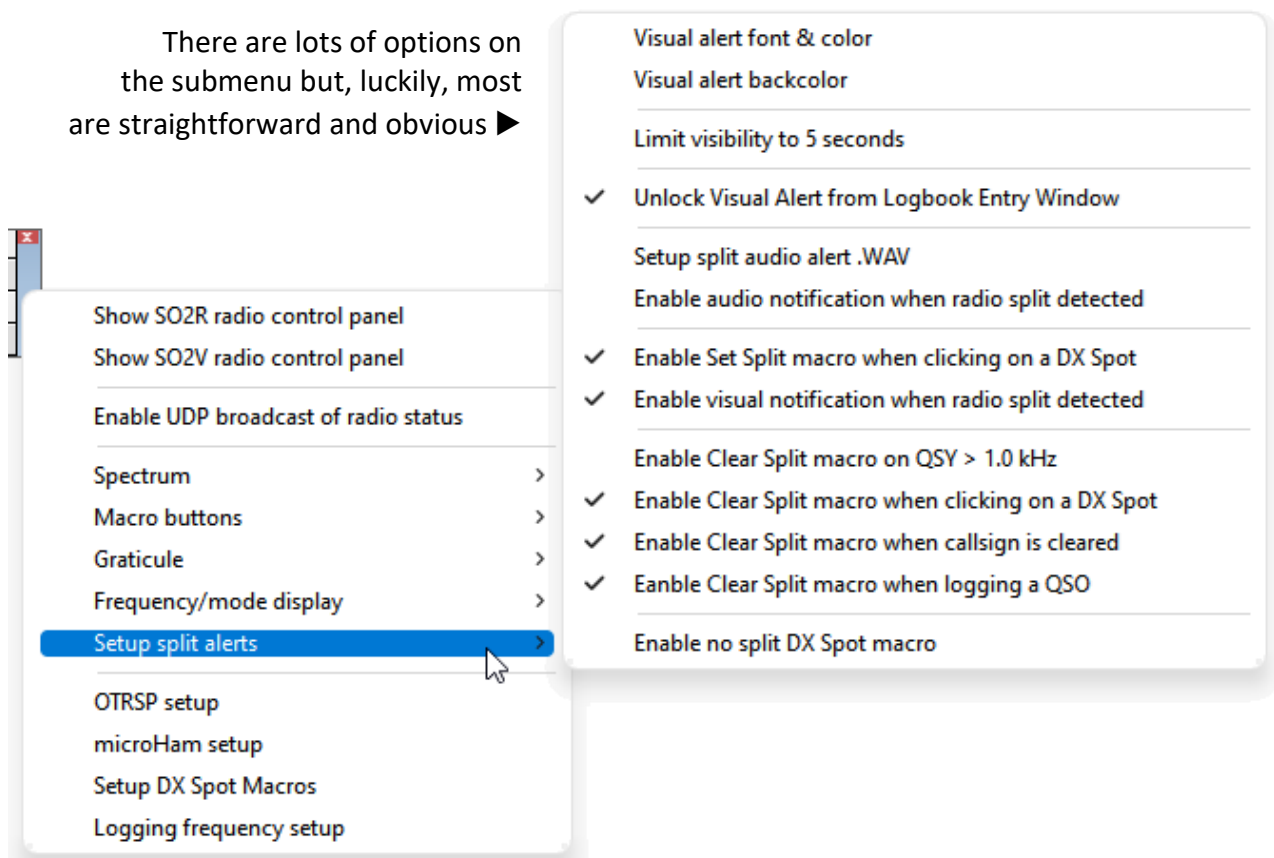 There are lots of options on
the submenu but, luckily, most
are straightforward and obvious ▶
Show SO2R radio control panel
Show SO2V radio control panel
Enable UDP broadcast of radio status
Spectrum
Macro buttons
Graticule
Frequency/mode display
Setup split alerts
OTRSP setup
microHam setup
Setup DX Spot Macros
Logging frequency setup
Visual alert font & color
Visual alert backcolor
Limit visibility to 5 seconds
Unlock Visual Alert from Logbook Entry Window
Setup split audio alert .WAV
Enable audio notification when radio split detected
Enable Set Split macro when clicking on a DX Spot
Enable visual notification when radio split detected
Enable Clear Split macro on QSY > 1.0 kHz
Enable Clear Split macro when clicking on a DX Spot
Enable Clear Split macro when callsign is cleared
Eanble Clear Split macro when logging a QSO
Enable no split DX Spot macro